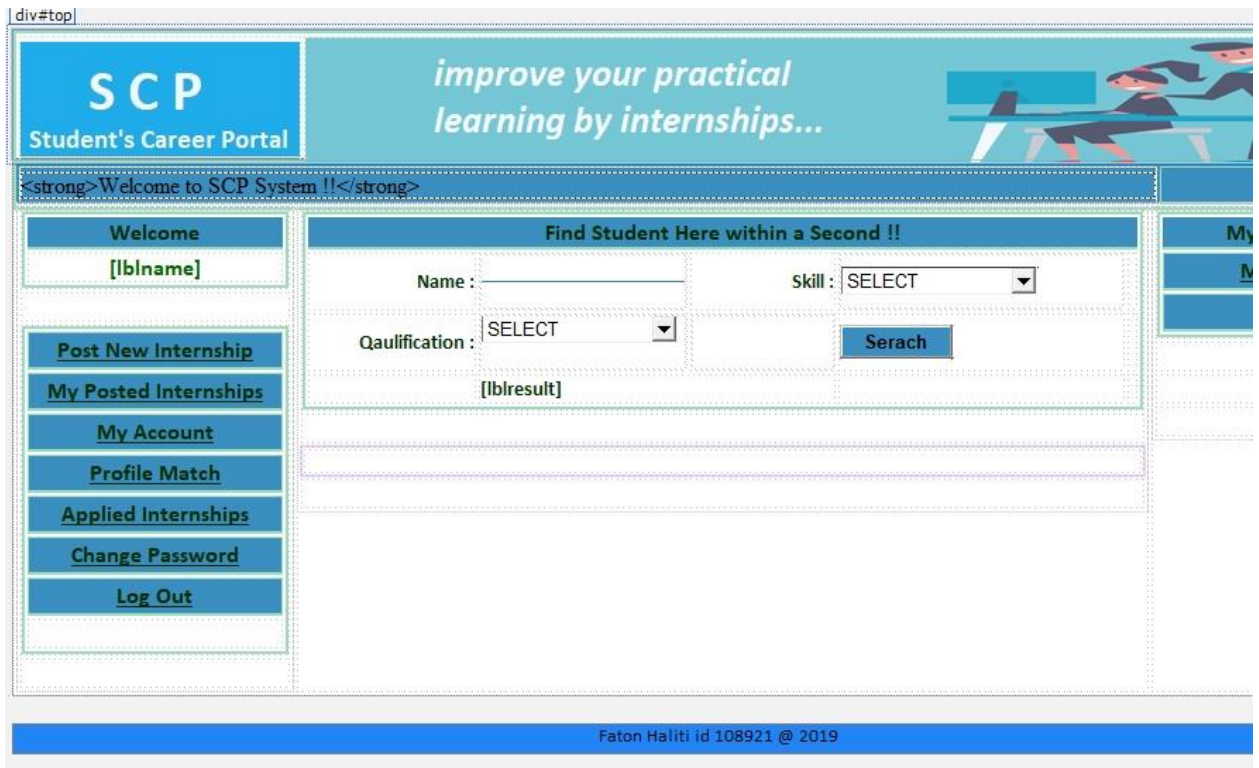 div#top
S C P
Student's Career Portal
improve your practical
learning by internships...
<strong>Welcome to SCP System !!</strong>
Welcome
[lblname]
Post New Internship
My Posted Internships
My Account
Profile Match
Applied Internships
Change Password
Log Out
Find Student Here within a Second !!
Name :
Skill : SELECT
Qaulification : SELECT
Serach
[lblresult]
My
M
Faton Haliti id 108921 @ 2019